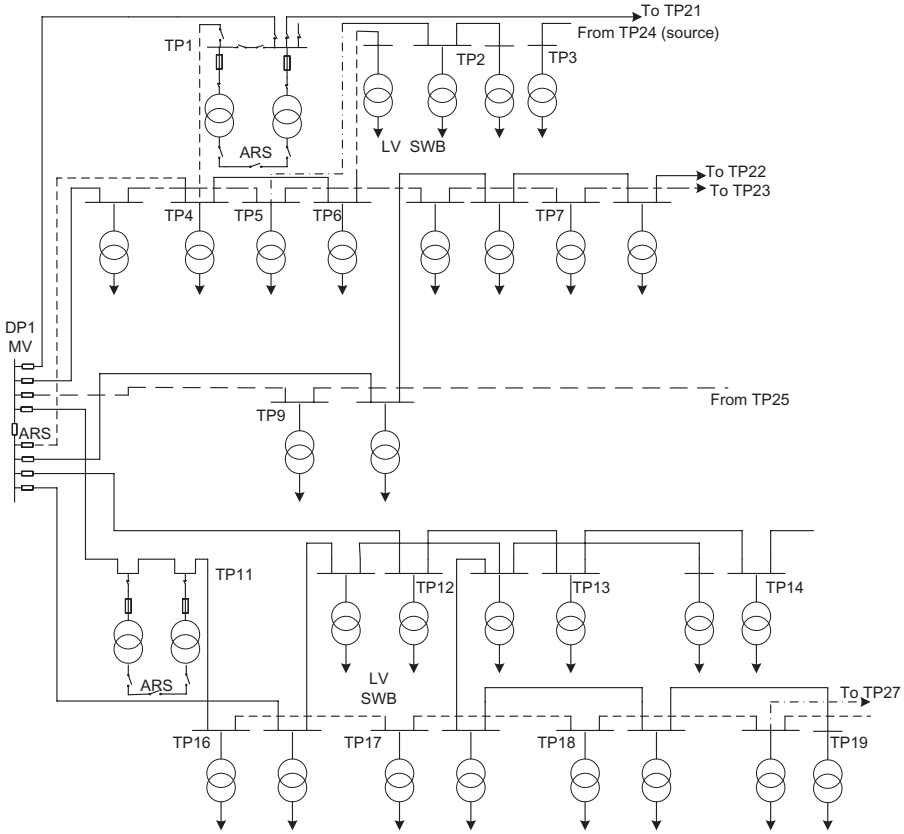 To TP21
From TP24 (source)
TP1
TP2
TP3
ARS
LV SWB
To TP22
To TP23
TP4
TP5
TP6
TP7
DP1
MV
ARS
TP9
From TP25
TP11
TP12
TP13
TP14
ARS
LV
SWB
To TP27
TP16
TP17
TP18
TP19